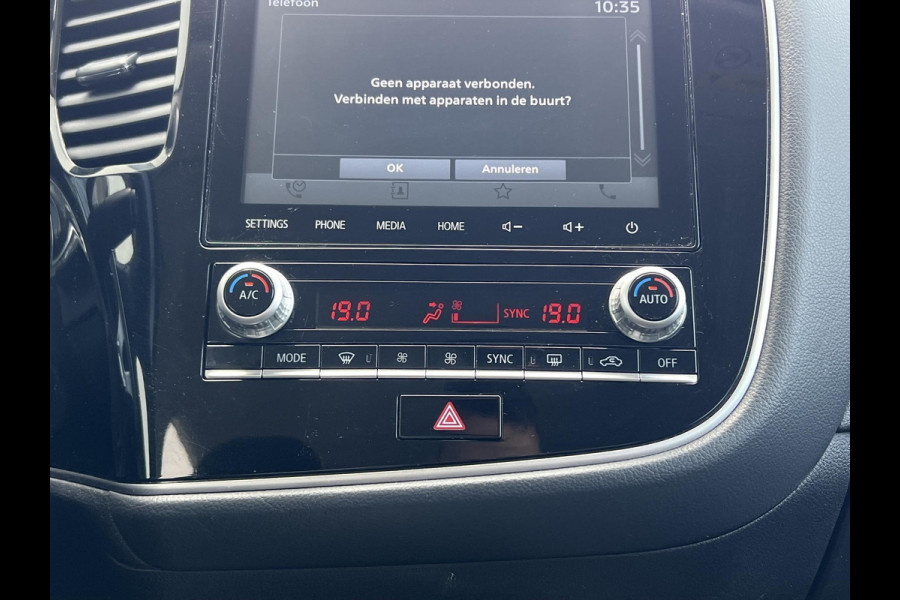 Telefoon 10:35
Geen apparaat verbonden.
Verbinden met apparaten in de buurt?
OK Annuleren
SETTINGS PHONE MEDIA HOME
A/C 19.0 SYNC 19.0 AUTO
MODE SYNC OFF